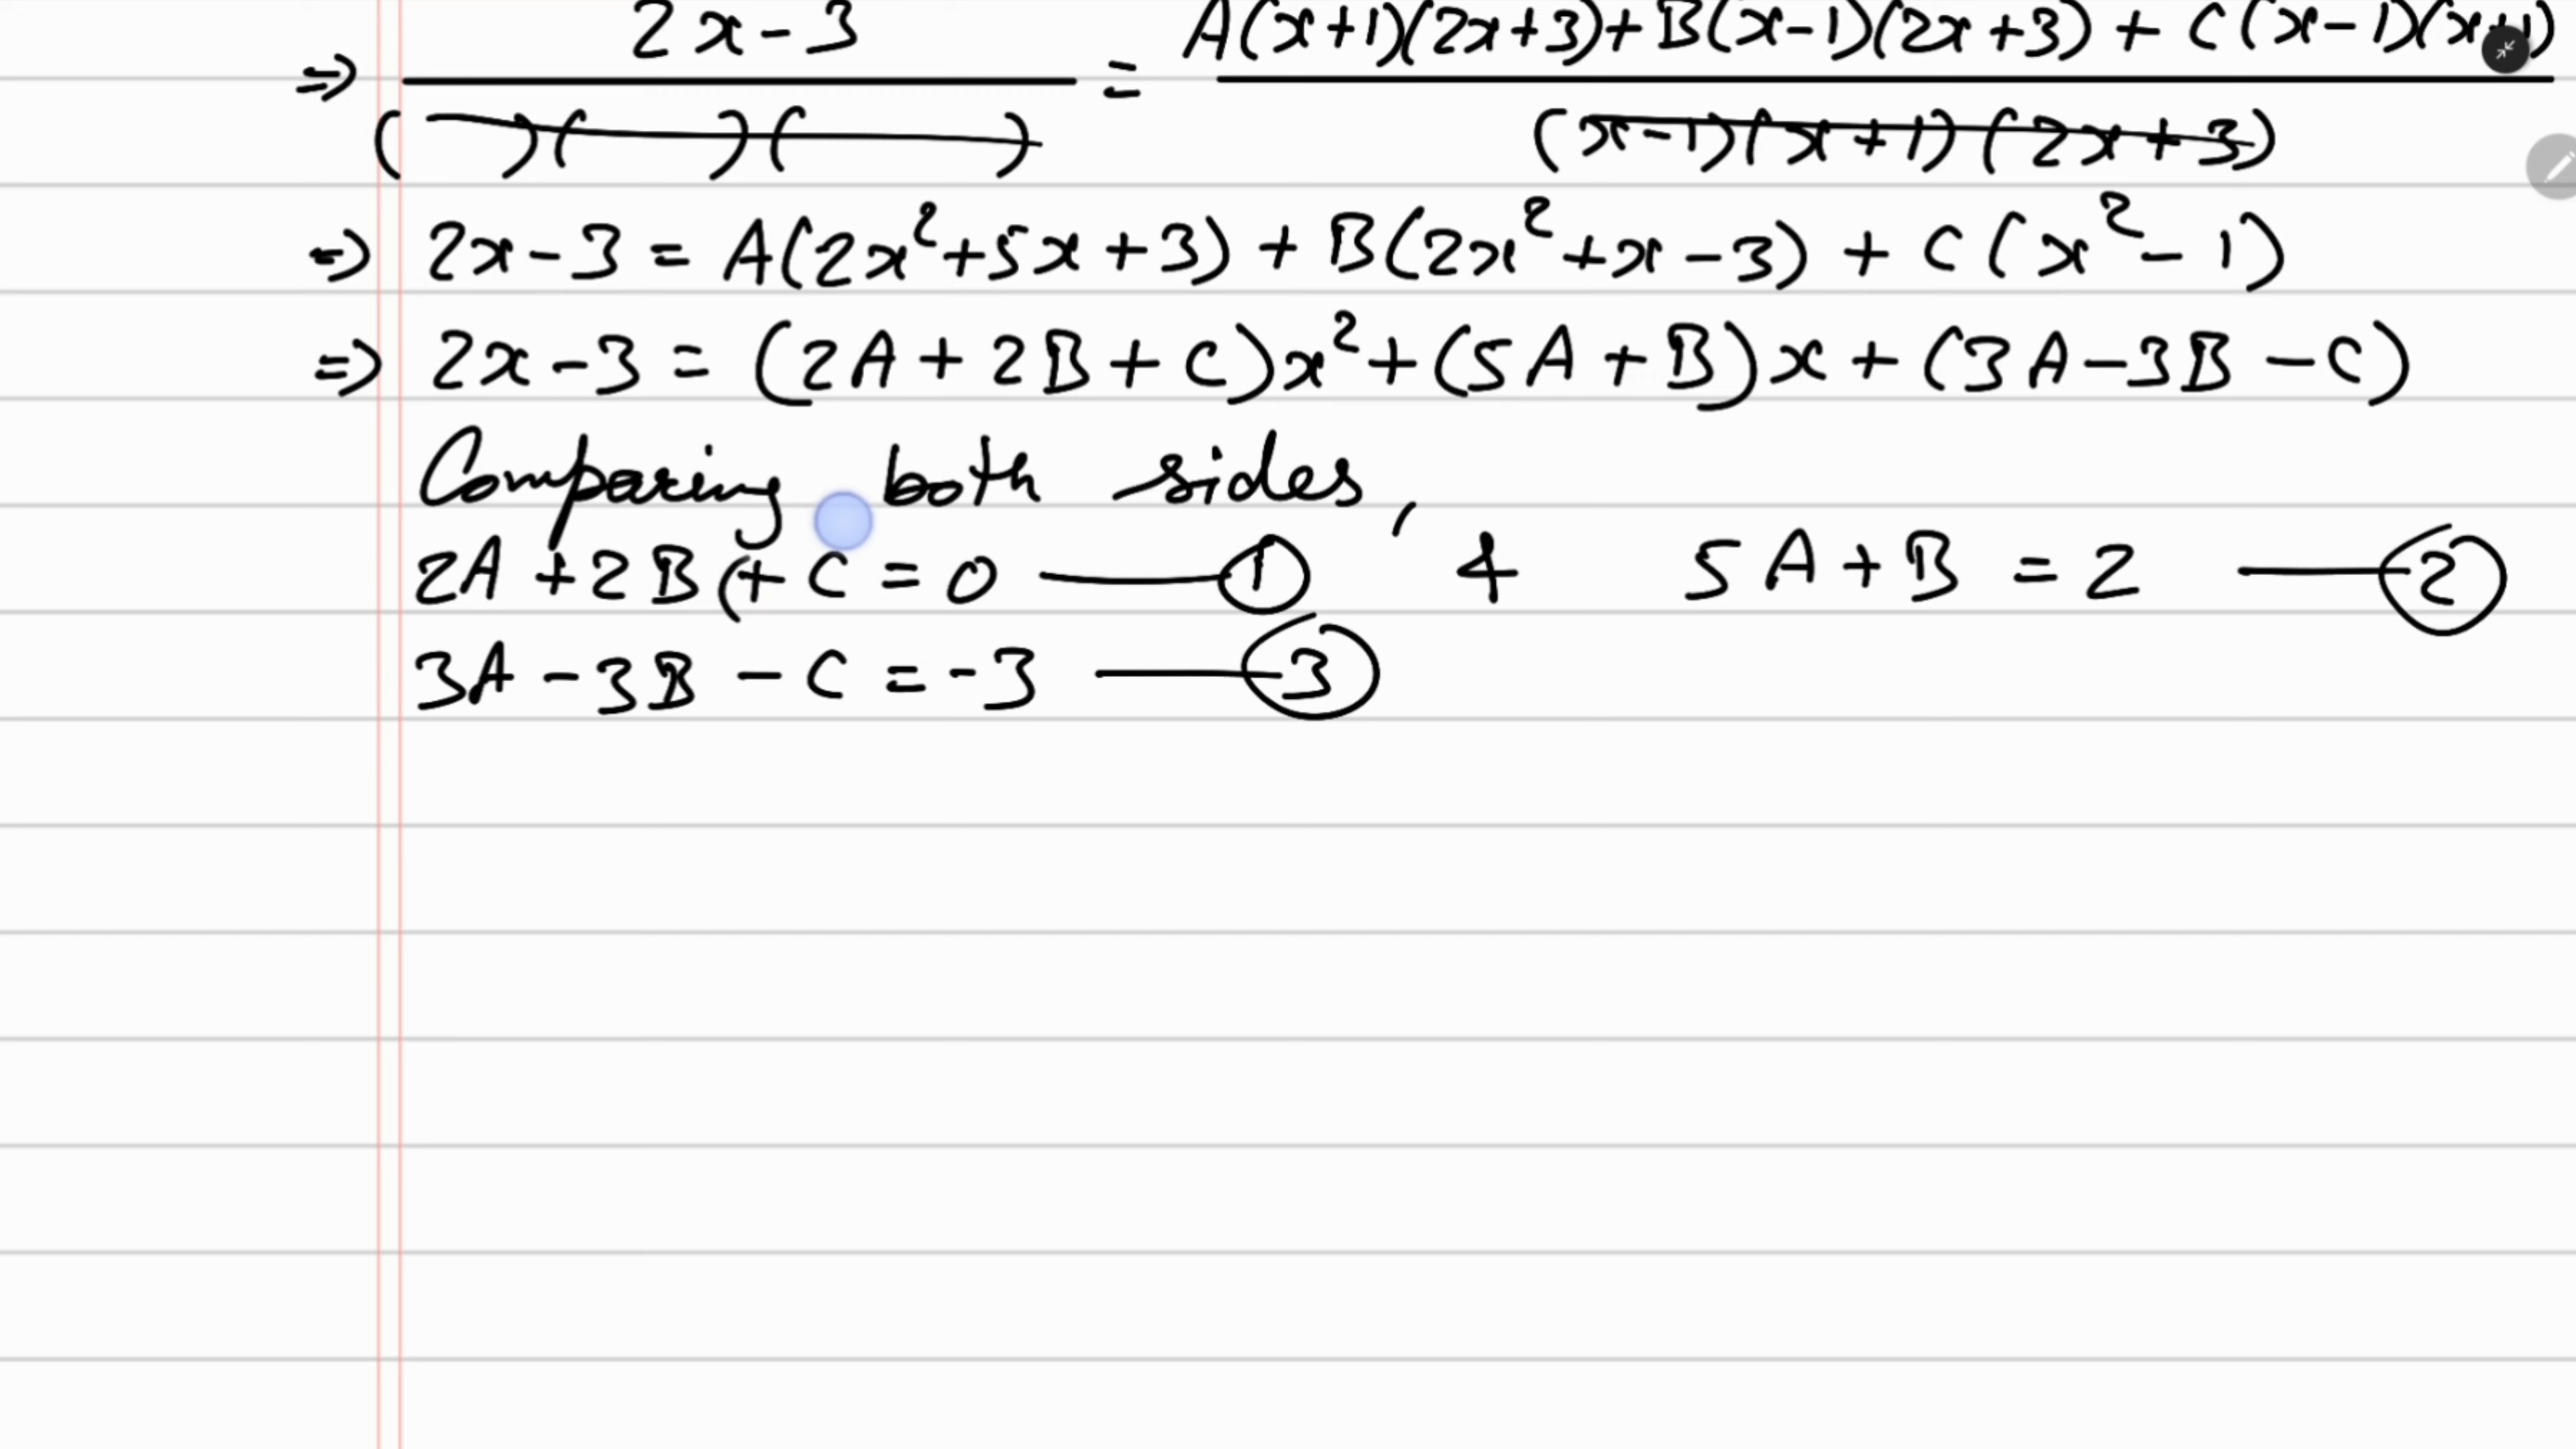 2x-3 A(x+1)(2x+3)+B(x-1)(2x+3)+C(x-1)(x+1)
⇒ ――― = ―――
( )( )( ) (x-1)(x+1)(2x+3)
⇒ 2x-3 = A(2x²+5x+3) + B(2x²+x-3) + C(x²-1)
⇒ 2x-3 = (2A+2B+C)x²+(5A+B)x+(3A-3B-C)
Comparing both sides,
2A+2B(+C=0 ―― ① & 5A+B=2 ―― ②
3A-3B-C=-3 ―― ③